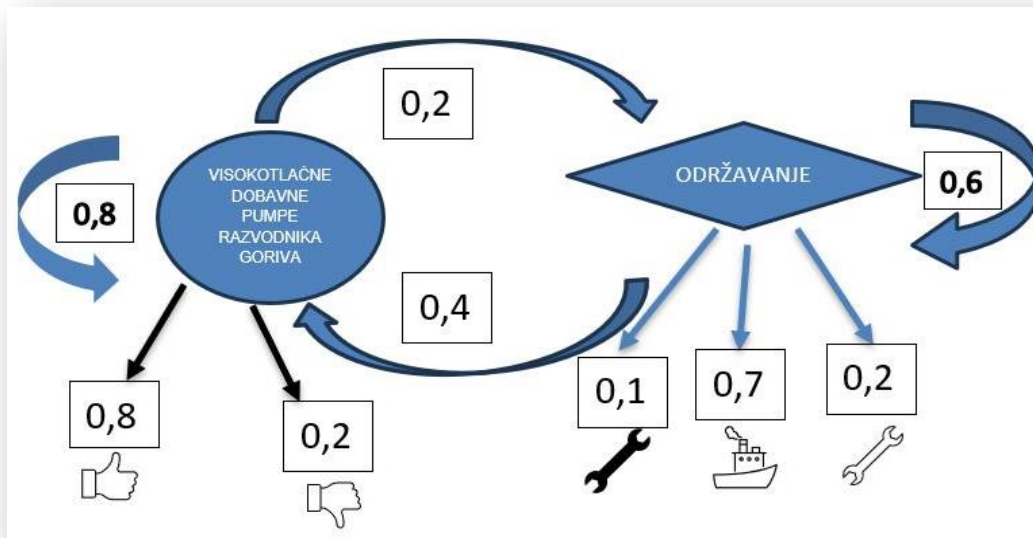 0,2
VISOKOTLAČNE
DOBAVNE
PUMPE
RAZVODNIKA
GORIVA
ODRŽAVANJE
0,8
0,6
0,4
0,8
0,2
0,1
0,7
0,2